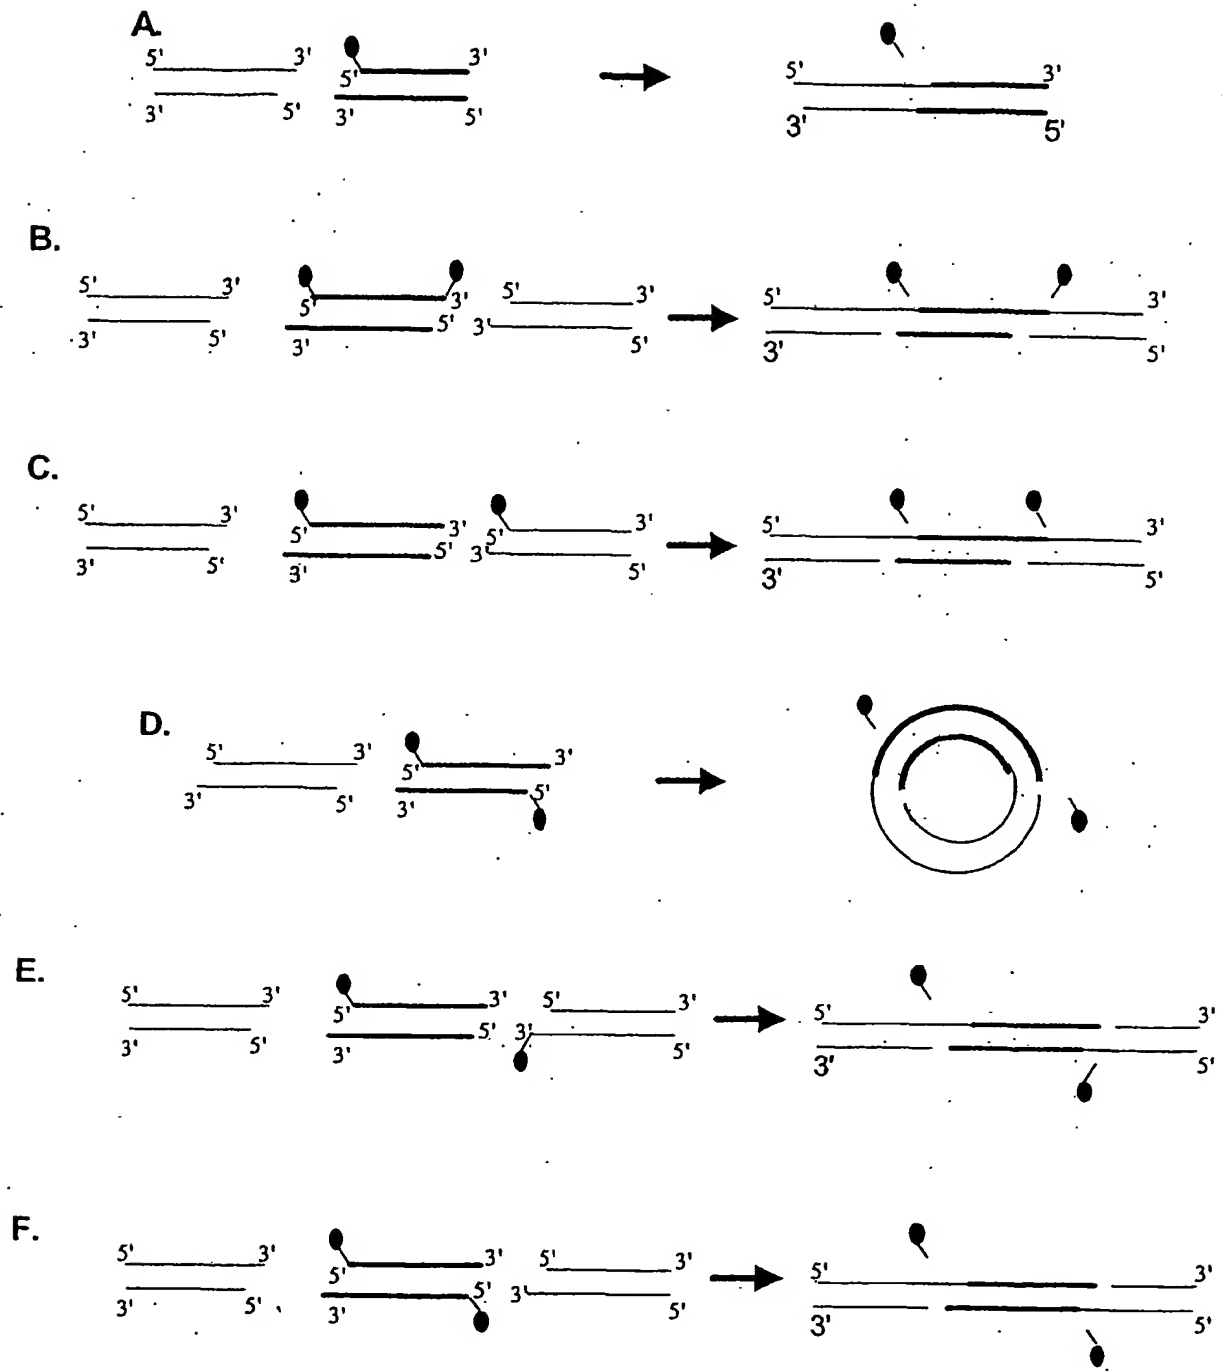 A.
5' 3' 5' 3' 5' 3'
3' 5' 3' 5' 3' 5'
B.
5' 3' 5' 3' 5' 3' 5' 3'
3' 5' 3' 5' 3' 5' 3' 5'
C.
5' 3' 5' 3' 5' 3' 5' 3'
3' 5' 3' 5' 3' 5' 3' 5'
D.
5' 3' 5' 3'
3' 5' 3' 5'
E.
5' 3' 5' 3' 5' 3' 5' 3'
3' 5' 3' 5' 3' 5' 3' 5'
F.
5' 3' 5' 3' 5' 3' 5' 3'
3' 5' 3' 5' 3' 5' 3' 5'